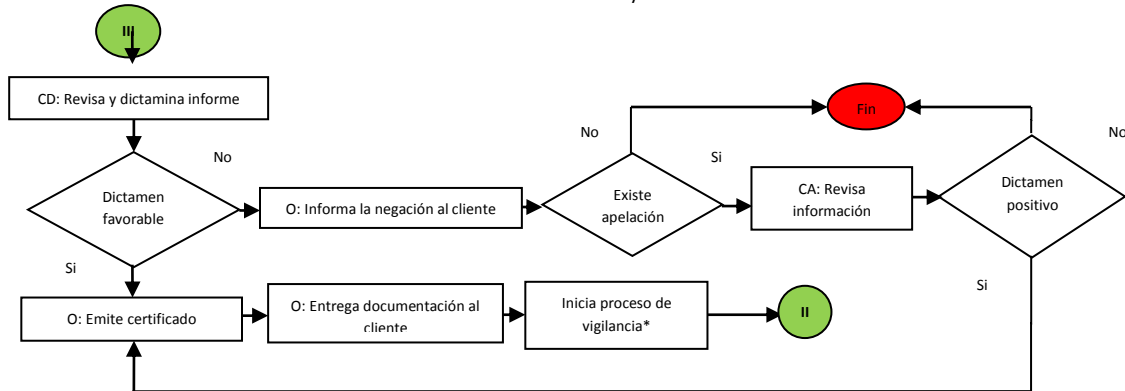 III
CD: Revisa y dictamina informe
No
Dictamen
favorable
Si
O: Informa la negación al cliente
No
Existe
apelación
Si
CA: Revisa
información
Fin
No
Dictamen
positivo
Si
O: Emite certificado
O: Entrega documentación al
cliente
Inicia proceso de
vigilancia*
II